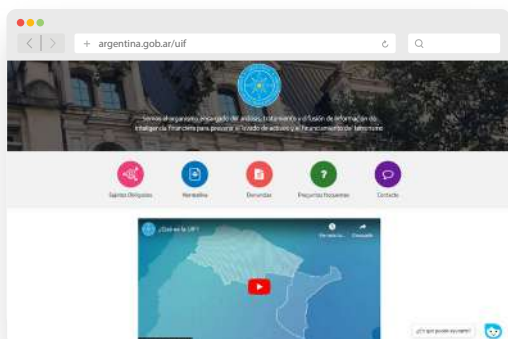 argentina.gob.ar/uif
Somos el organismo encargado del análisis, tratamiento y difusión de información de
inteligencia financiera para prevenir el lavado de activos y el financiamiento del terrorismo
Sujetos Obligados
Normativa
Denuncias
Preguntas frecuentes
Contacto
¿Qué es la UIF?
¿En qué puedo ayudarte?